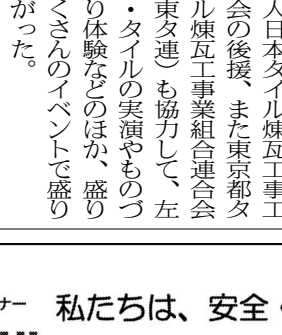 人日本タイル煉瓦工事工
会の後援、また東京都タ
ル煉瓦工事業組合連合会
東タ連）も協力して、左
・タイルの実演やものづ
り体験などのほか、盛り
くさんのイベントで盛り
がった。
ナー 私たちは、安全